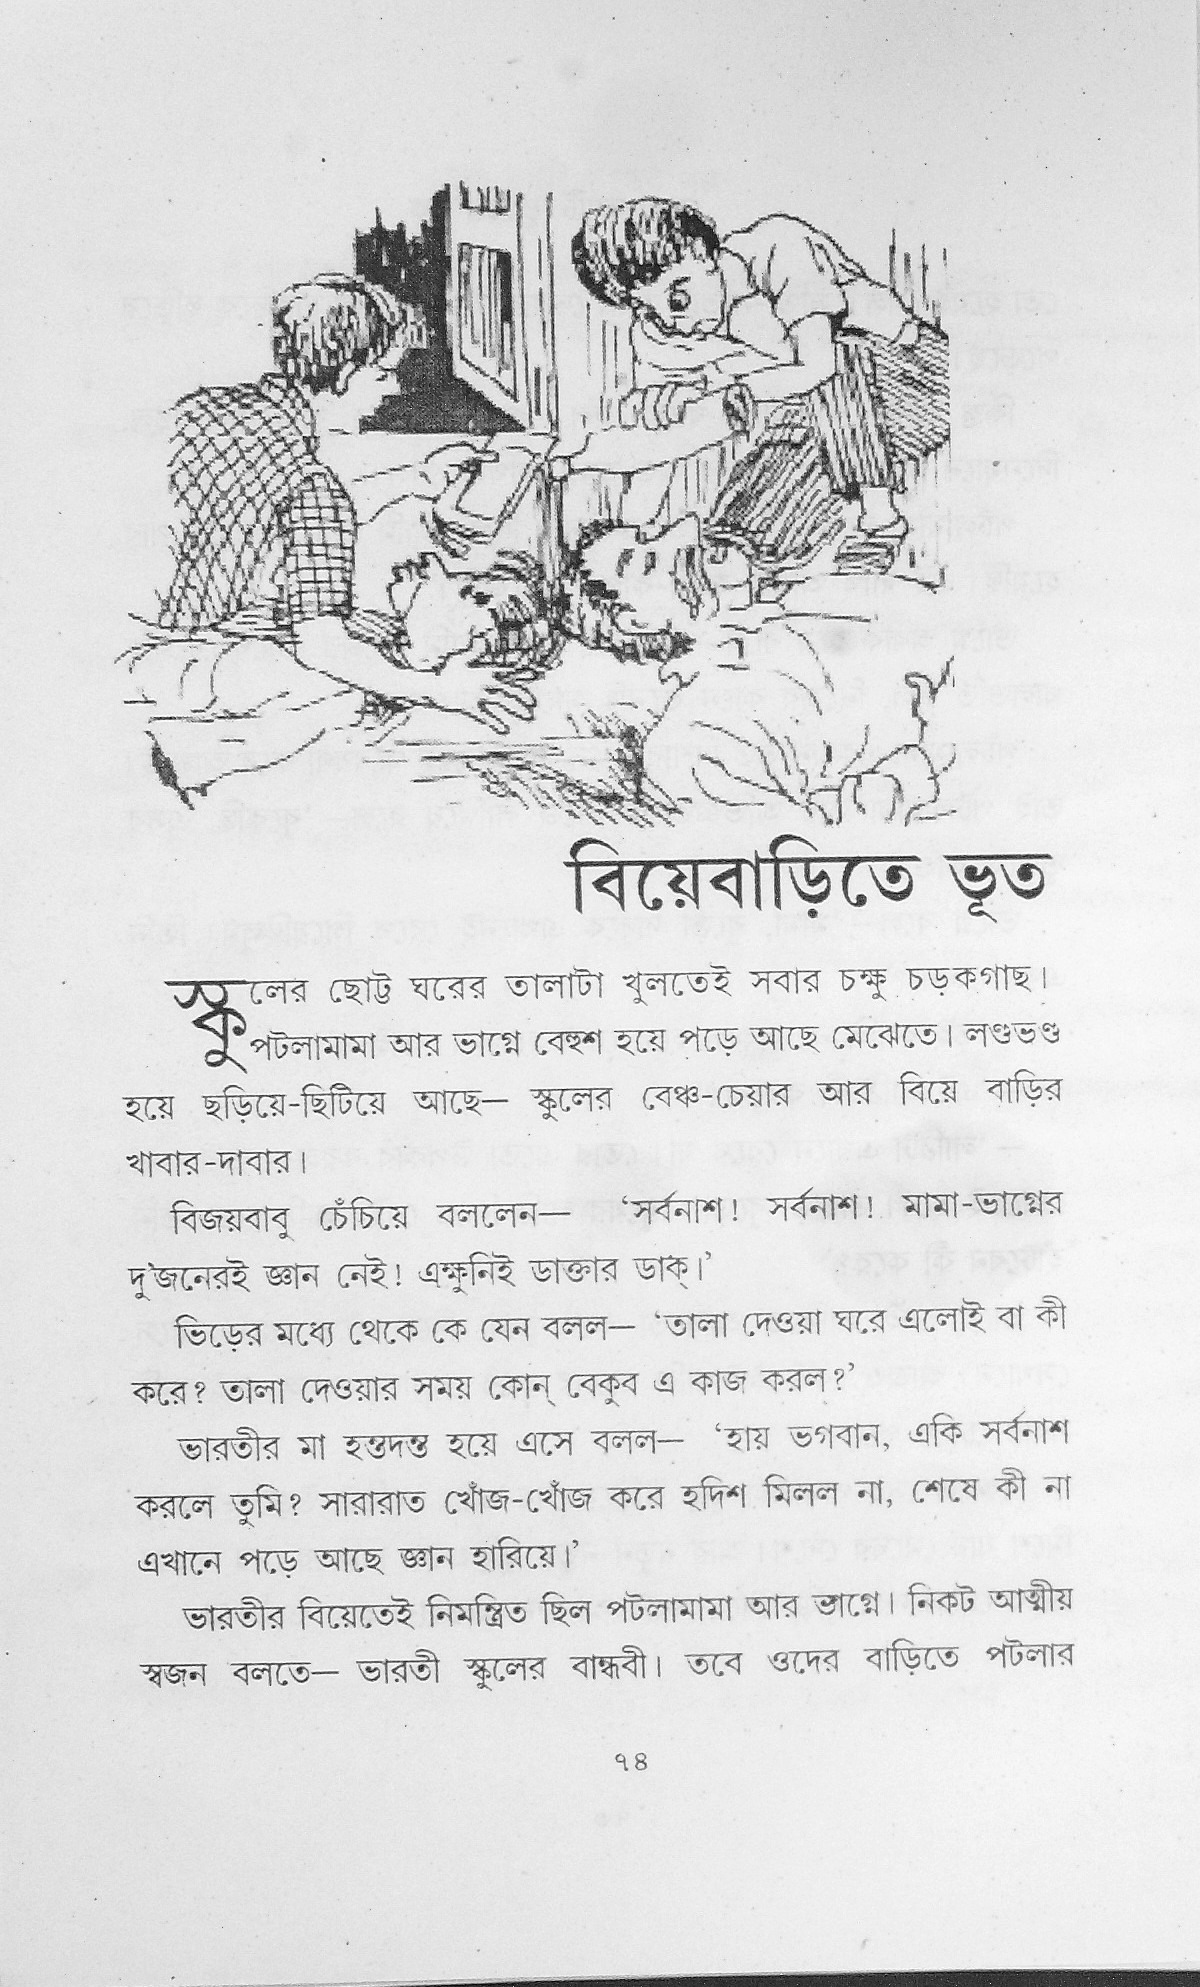 বিয়েবাড়িতে ভূত
স্কুলের ছোট্ট ঘরের তালাটা খুলতেই সবার চক্ষু চড়কগাছ।
পটলামামা আর ভাগ্নে বেহুশ হয়ে পড়ে আছে মেঝেতে। লণ্ডভণ্ড
হয়ে ছড়িয়ে-ছিটিয়ে আছে— স্কুলের বেঞ্চ-চেয়ার আর বিয়ে বাড়ির
খাবার-দাবার।
বিজয়বাবু চেঁচিয়ে বললেন— ‘সর্বনাশ! সর্বনাশ! মামা-ভাগ্নের
দু’জনেরই জ্ঞান নেই! এক্ষুনিই ডাক্তার ডাক্।’
ভিড়ের মধ্যে থেকে কে যেন বলল— ‘তালা দেওয়া ঘরে এলোই বা কী
করে? তালা দেওয়ার সময় কোন্ বেকুব এ কাজ করল?’
ভারতীর মা হন্তদন্ত হয়ে এসে বলল— ‘হায় ভগবান, একি সর্বনাশ
করলে তুমি? সারারাত খোঁজ-খোঁজ করে হদিশ মিলল না, শেষে কী না
এখানে পড়ে আছে জ্ঞান হারিয়ে।’
ভারতীর বিয়েতেই নিমন্ত্রিত ছিল পটলামামা আর ভাগ্নে। নিকট আত্মীয়
স্বজন বলতে— ভারতী স্কুলের বান্ধবী। তবে ওদের বাড়িতে পটলার
৭৪